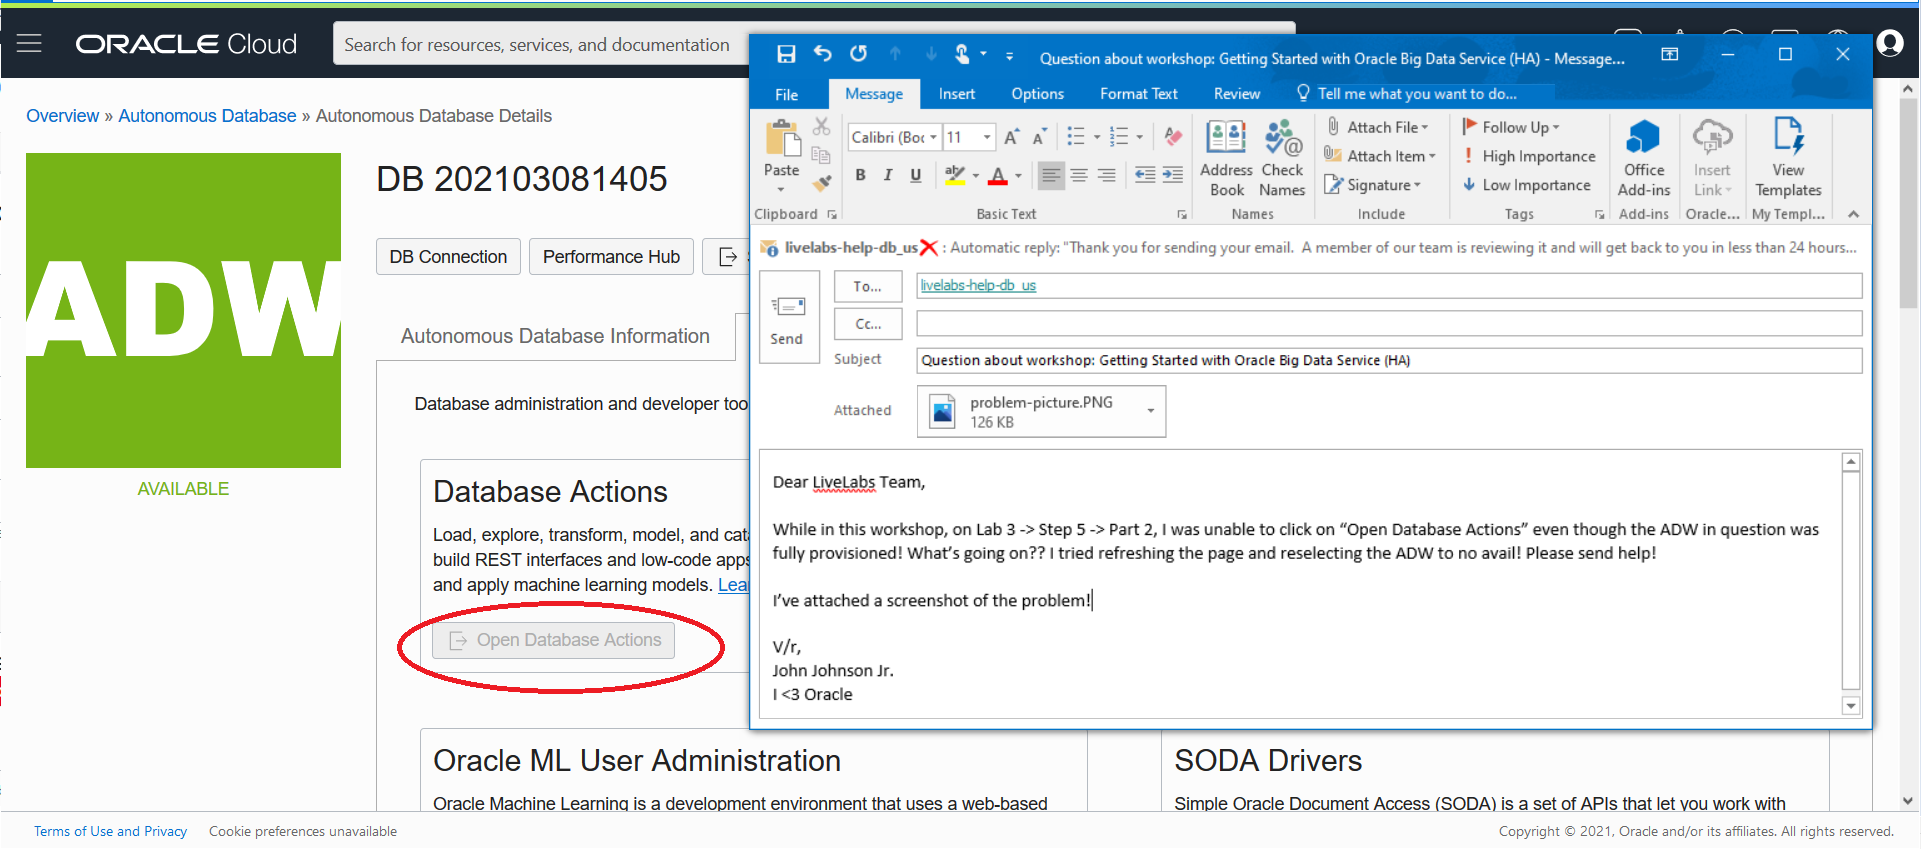 ORACLE Cloud
Search for resources, services, and documentation
Overview » Autonomous Database » Autonomous Database Details
ADW
AVAILABLE
DB 202103081405
DB Connection
Performance Hub
Autonomous Database Information
Database administration and developer too
Database Actions
Load, explore, transform, model, and cata
build REST interfaces and low-code apps
and apply machine learning models. Lear
Open Database Actions
Oracle ML User Administration
Oracle Machine Learning is a development environment that uses a web-based
SODA Drivers
Simple Oracle Document Access (SODA) is a set of APIs that let you work with
Question about workshop: Getting Started with Oracle Big Data Service (HA) - Message...
File Message Insert Options Format Text Review Tell me what you want to do...
Paste
Clipboard
Calibri (Boc 11
B I U
Basic Text
Address Book
Check Names
Names
Attach File
Attach Item
Signature
Include
Follow Up
High Importance
Low Importance
Tags
Office Add-ins
Add-ins
Insert Link
Oracle...
View Templates
My Templ...
livelabs-help-db_us : Automatic reply: "Thank you for sending your email. A member of our team is reviewing it and will get back to you in less than 24 hours...
Send
To... livelabs-help-db_us
Cc...
Subject Question about workshop: Getting Started with Oracle Big Data Service (HA)
Attached problem-picture.PNG
126 KB
Dear LiveLabs Team,
While in this workshop, on Lab 3 -> Step 5 -> Part 2, I was unable to click on “Open Database Actions” even though the ADW in question was
fully provisioned! What’s going on?? I tried refreshing the page and reselecting the ADW to no avail! Please send help!
I’ve attached a screenshot of the problem!
V/r,
John Johnson Jr.
I <3 Oracle
Terms of Use and Privacy Cookie preferences unavailable
Copyright © 2021, Oracle and/or its affiliates. All rights reserved.